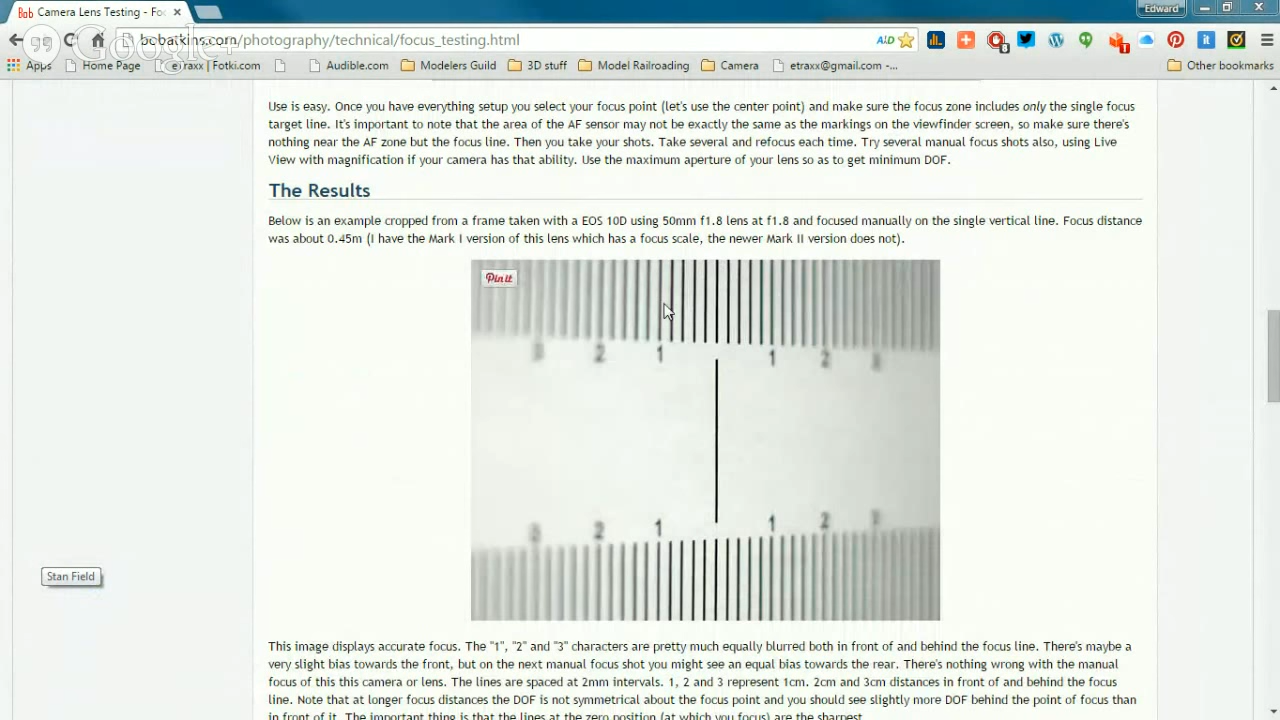 Bob Camera Lens Testing - Foc
Edward
bobatkins.com/photography/technical/focus_testing.html
Google+
Apps Home Page etraxx | Fotki.com Audible.com Modelers Guild 3D stuff Model Railroading Camera etraxx@gmail.com -... Other bookmarks
Use is easy. Once you have everything setup you select your focus point (let's use the center point) and make sure the focus zone includes only the single focus
target line. It's important to note that the area of the AF sensor may not be exactly the same as the markings on the viewfinder screen, so make sure there's
nothing near the AF zone but the focus line. Then you take your shots. Take several and refocus each time. Try several manual focus shots also, using Live
View with magnification if your camera has that ability. Use the maximum aperture of your lens so as to get minimum DOF.
The Results
Below is an example cropped from a frame taken with a EOS 10D using 50mm f1.8 lens at f1.8 and focused manually on the single vertical line. Focus distance
was about 0.45m (I have the Mark I version of this lens which has a focus scale, the newer Mark II version does not).
Pin it
3 2 1 1 2 3
3 2 1 1 2 3
Stan Field
This image displays accurate focus. The "1", "2" and "3" characters are pretty much equally blurred both in front of and behind the focus line. There's maybe a
very slight bias towards the front, but on the next manual focus shot you might see an equal bias towards the rear. There's nothing wrong with the manual
focus of this this camera or lens. The lines are spaced at 2mm intervals. 1, 2 and 3 represent 1cm. 2cm and 3cm distances in front of and behind the focus
line. Note that at longer focus distances the DOF is not symmetrical about the focus point and you should see slightly more DOF behind the point of focus than
in front of it. The important thing is that the lines at the zero position (at which you focus) are the sharpest.